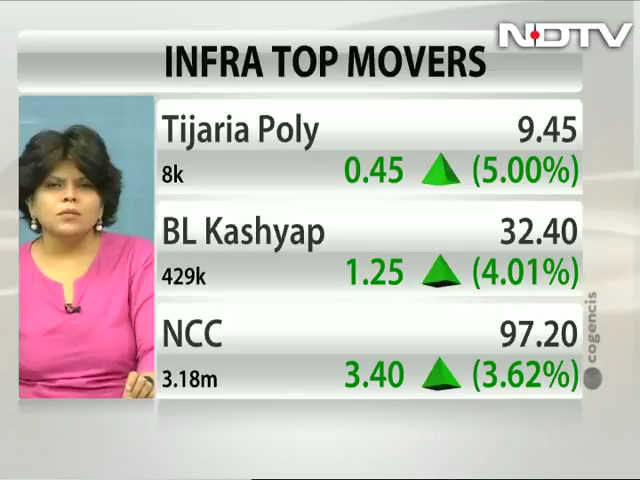 NDTV
INFRA TOP MOVERS
Tijaria Poly 9.45
8k 0.45 (5.00%)
BL Kashyap 32.40
429k 1.25 (4.01%)
NCC 97.20
3.18m 3.40 (3.62%)
cogencis